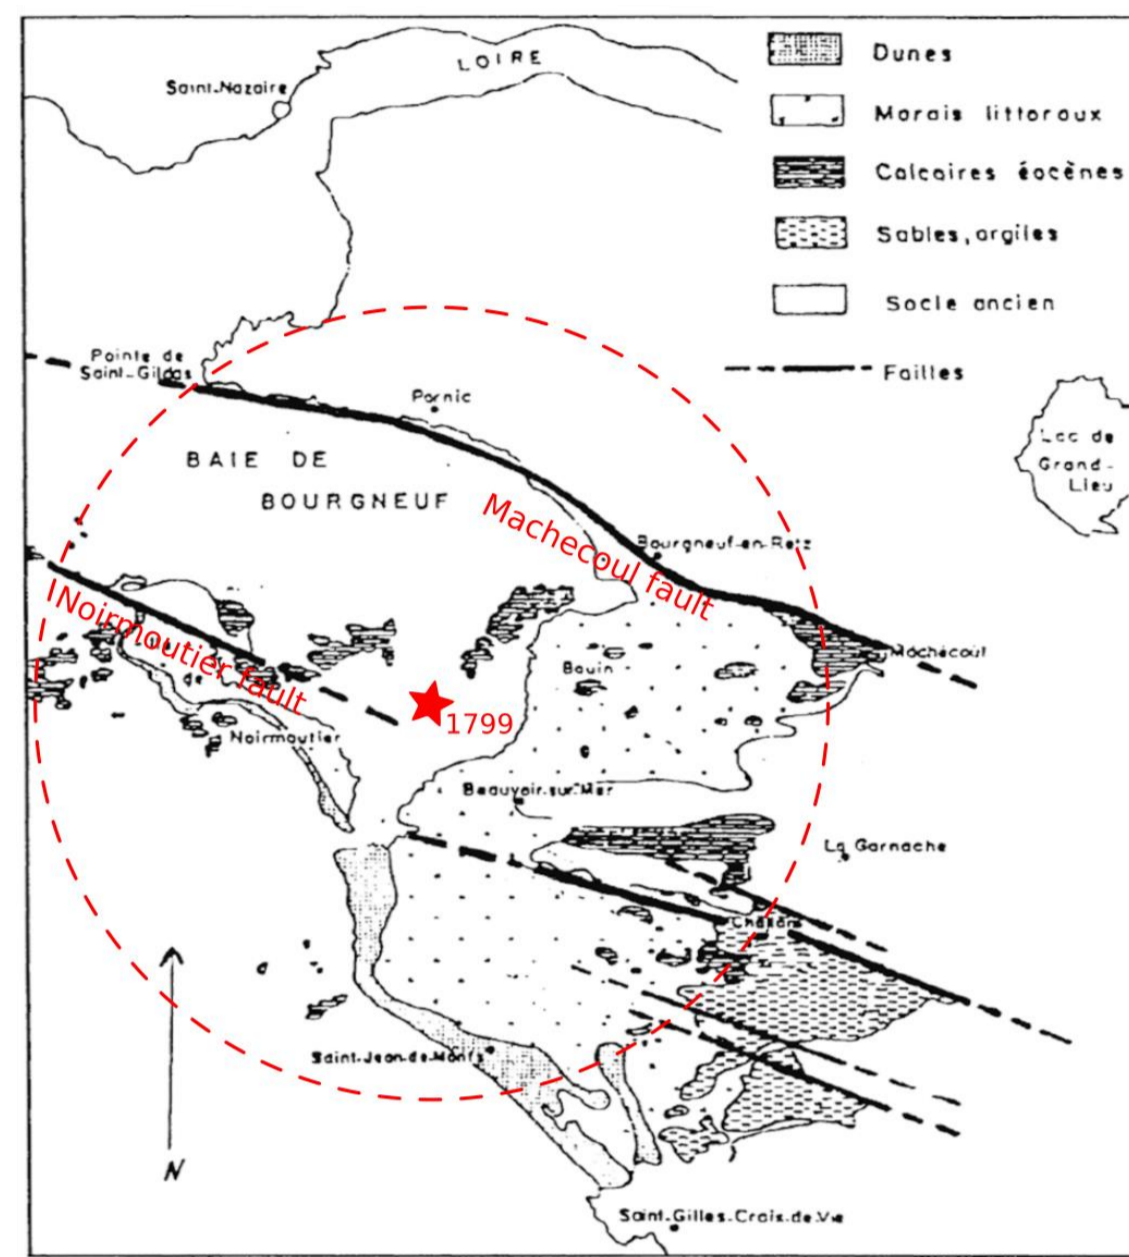 LOIRE
Saint-Nazaire
Dunes
Marais littoraux
Calcaires éocènes
Sables, argiles
Socle ancien
Failles
Pointe de
Saint-Gildas
Pornic
Lac de
Grand-
Lieu
BAIE DE
BOURGNEUF
Machecoul fault
Bourgneuf-en-Retz
Noirmoutier fault
de
Noirmoutier
Bouin
Machecoul
1799
Beauvoir-sur-Mer
La Garnache
Challans
Saint-Jean-de-Monts
N
Saint-Gilles-Croix-de-Vie